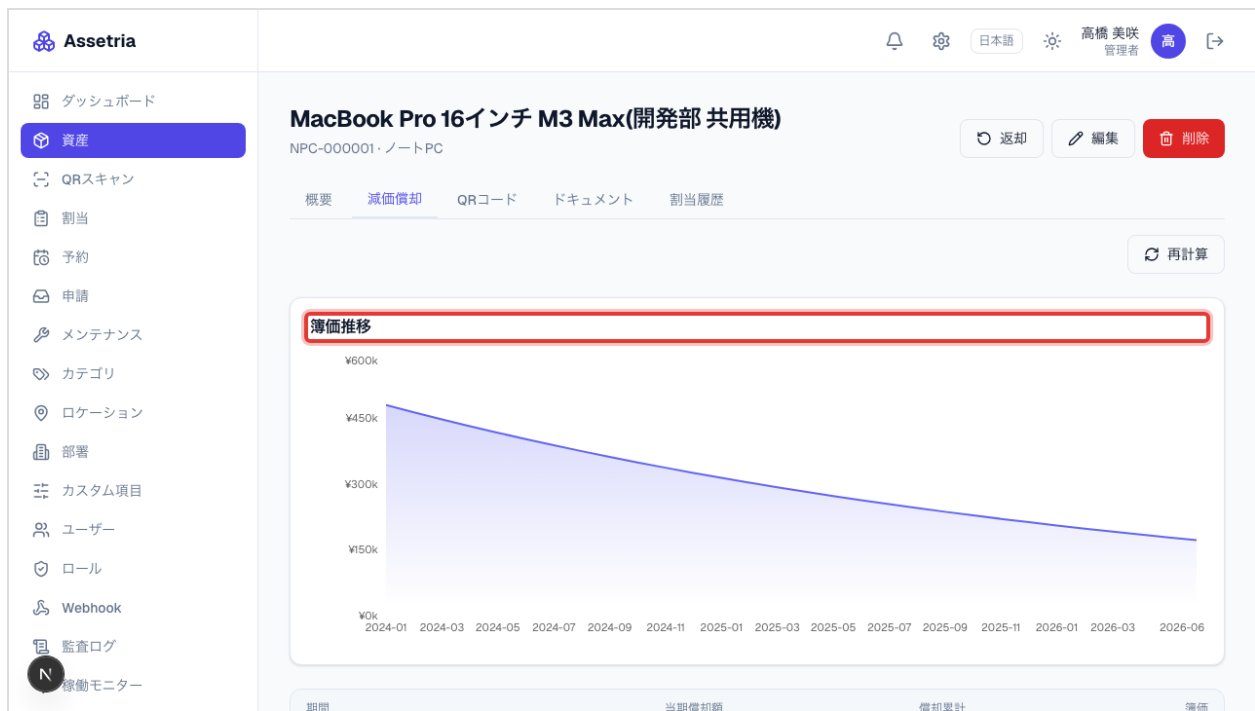 Assetria
日本語
高橋 美咲
管理者
高
ダッシュボード
資産
QRスキャン
割当
予約
申請
メンテナンス
カテゴリ
ロケーション
部署
カスタム項目
ユーザー
ロール
Webhook
監査ログ
N
稼働モニター
MacBook Pro 16インチ M3 Max(開発部 共用機)
NPC-000001 · ノートPC
返却
編集
削除
概要 減価償却 QRコード ドキュメント 割当履歴
再計算
簿価推移
¥600k
¥450k
¥300k
¥150k
¥0k
2024-01 2024-03 2024-05 2024-07 2024-09 2024-11 2025-01 2025-03 2025-05 2025-07 2025-09 2025-11 2026-01 2026-03 2026-06
期間 当期償却額 償却累計 簿価